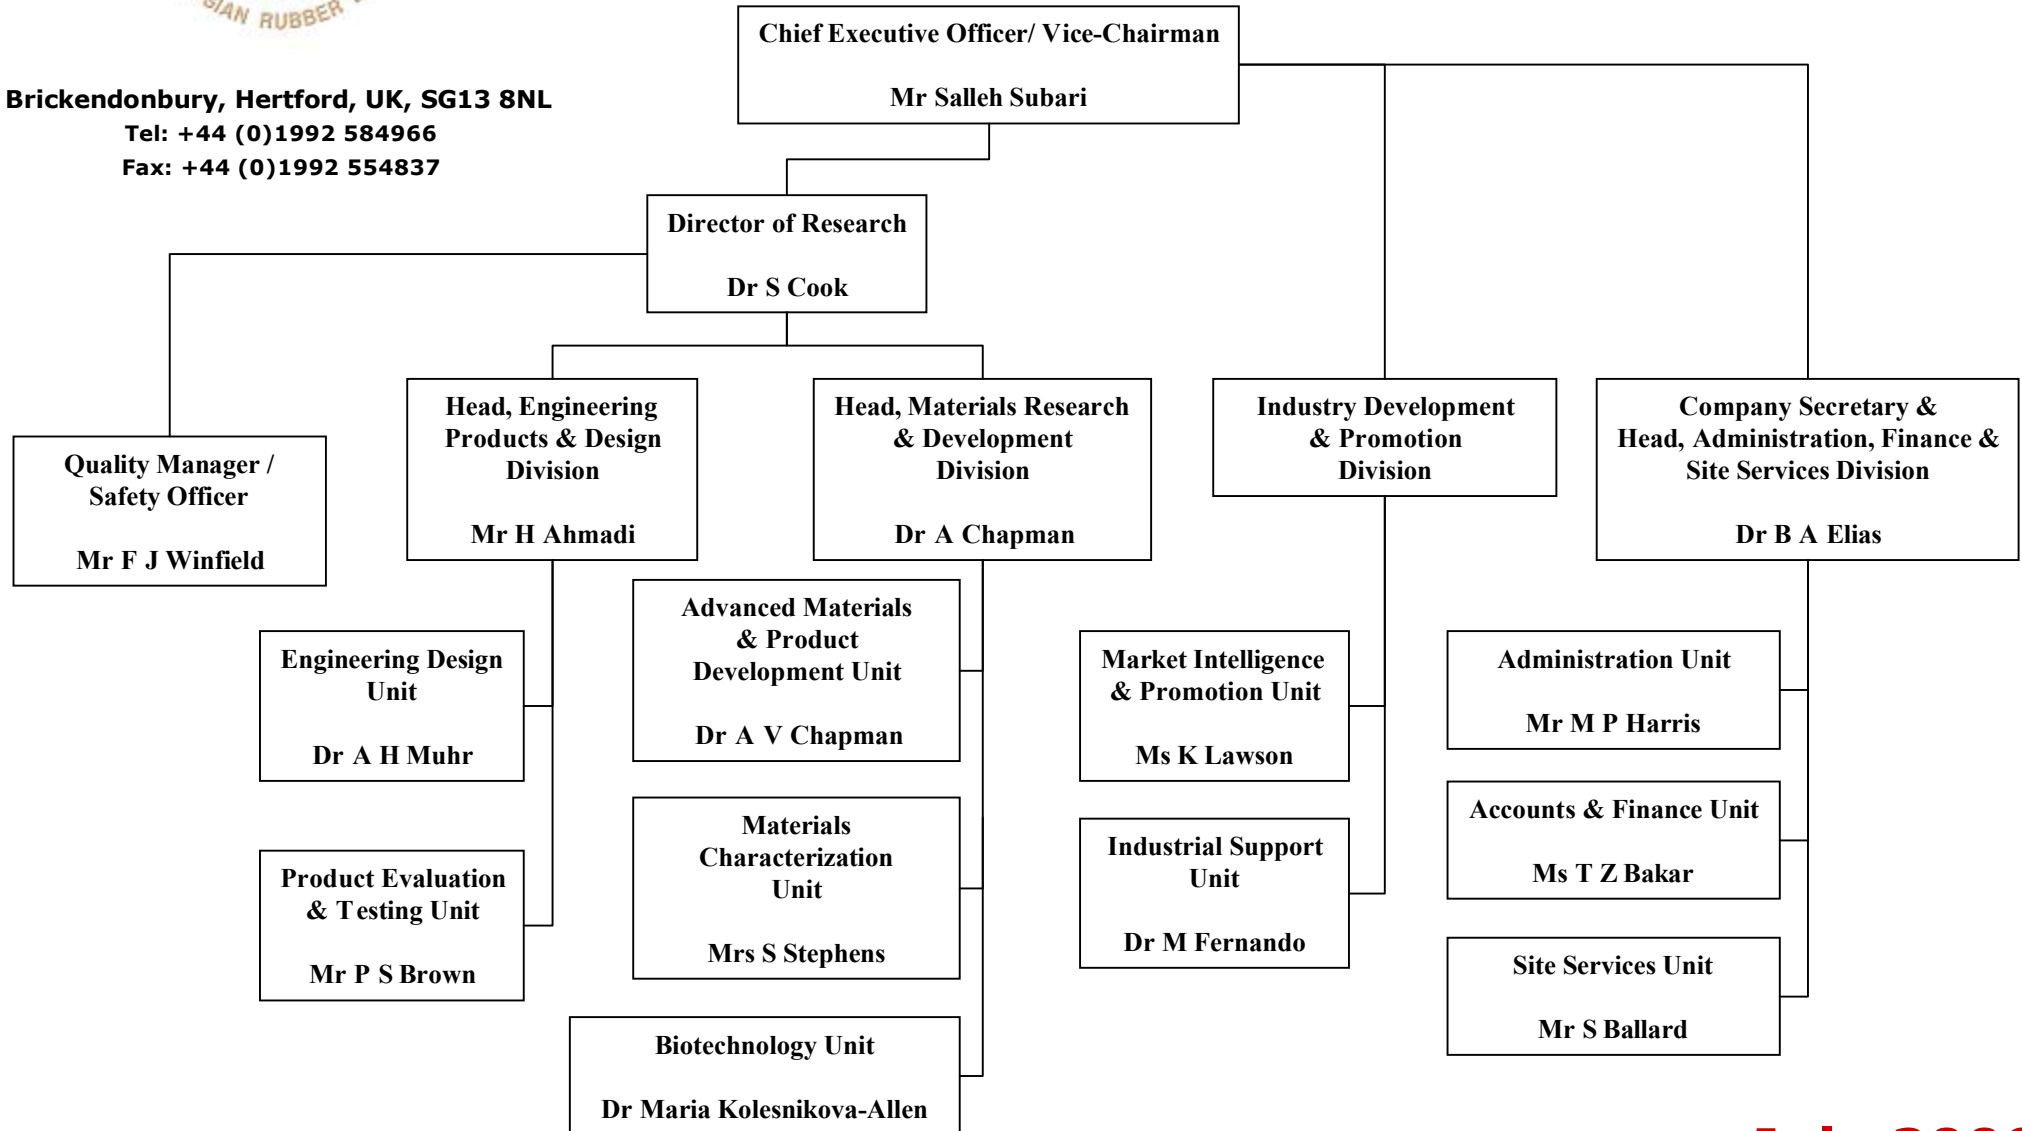 RUBBER
Brickendonbury, Hertford, UK, SG13 8NL
Tel: +44 (0)1992 584966
Fax: +44 (0)1992 554837
Chief Executive Officer/ Vice-Chairman
Mr Salleh Subari
Director of Research
Dr S Cook
Quality Manager /
Safety Officer
Mr F J Winfield
Head, Engineering
Products & Design
Division
Mr H Ahmadi
Head, Materials Research
& Development
Division
Dr A Chapman
Industry Development
& Promotion
Division
Company Secretary &
Head, Administration, Finance &
Site Services Division
Dr B A Elias
Engineering Design
Unit
Dr A H Muhr
Product Evaluation
& Testing Unit
Mr P S Brown
Advanced Materials
& Product
Development Unit
Dr A V Chapman
Materials
Characterization
Unit
Mrs S Stephens
Biotechnology Unit
Dr Maria Kolesnikova-Allen
Market Intelligence
& Promotion Unit
Ms K Lawson
Industrial Support
Unit
Dr M Fernando
Administration Unit
Mr M P Harris
Accounts & Finance Unit
Ms T Z Bakar
Site Services Unit
Mr S Ballard